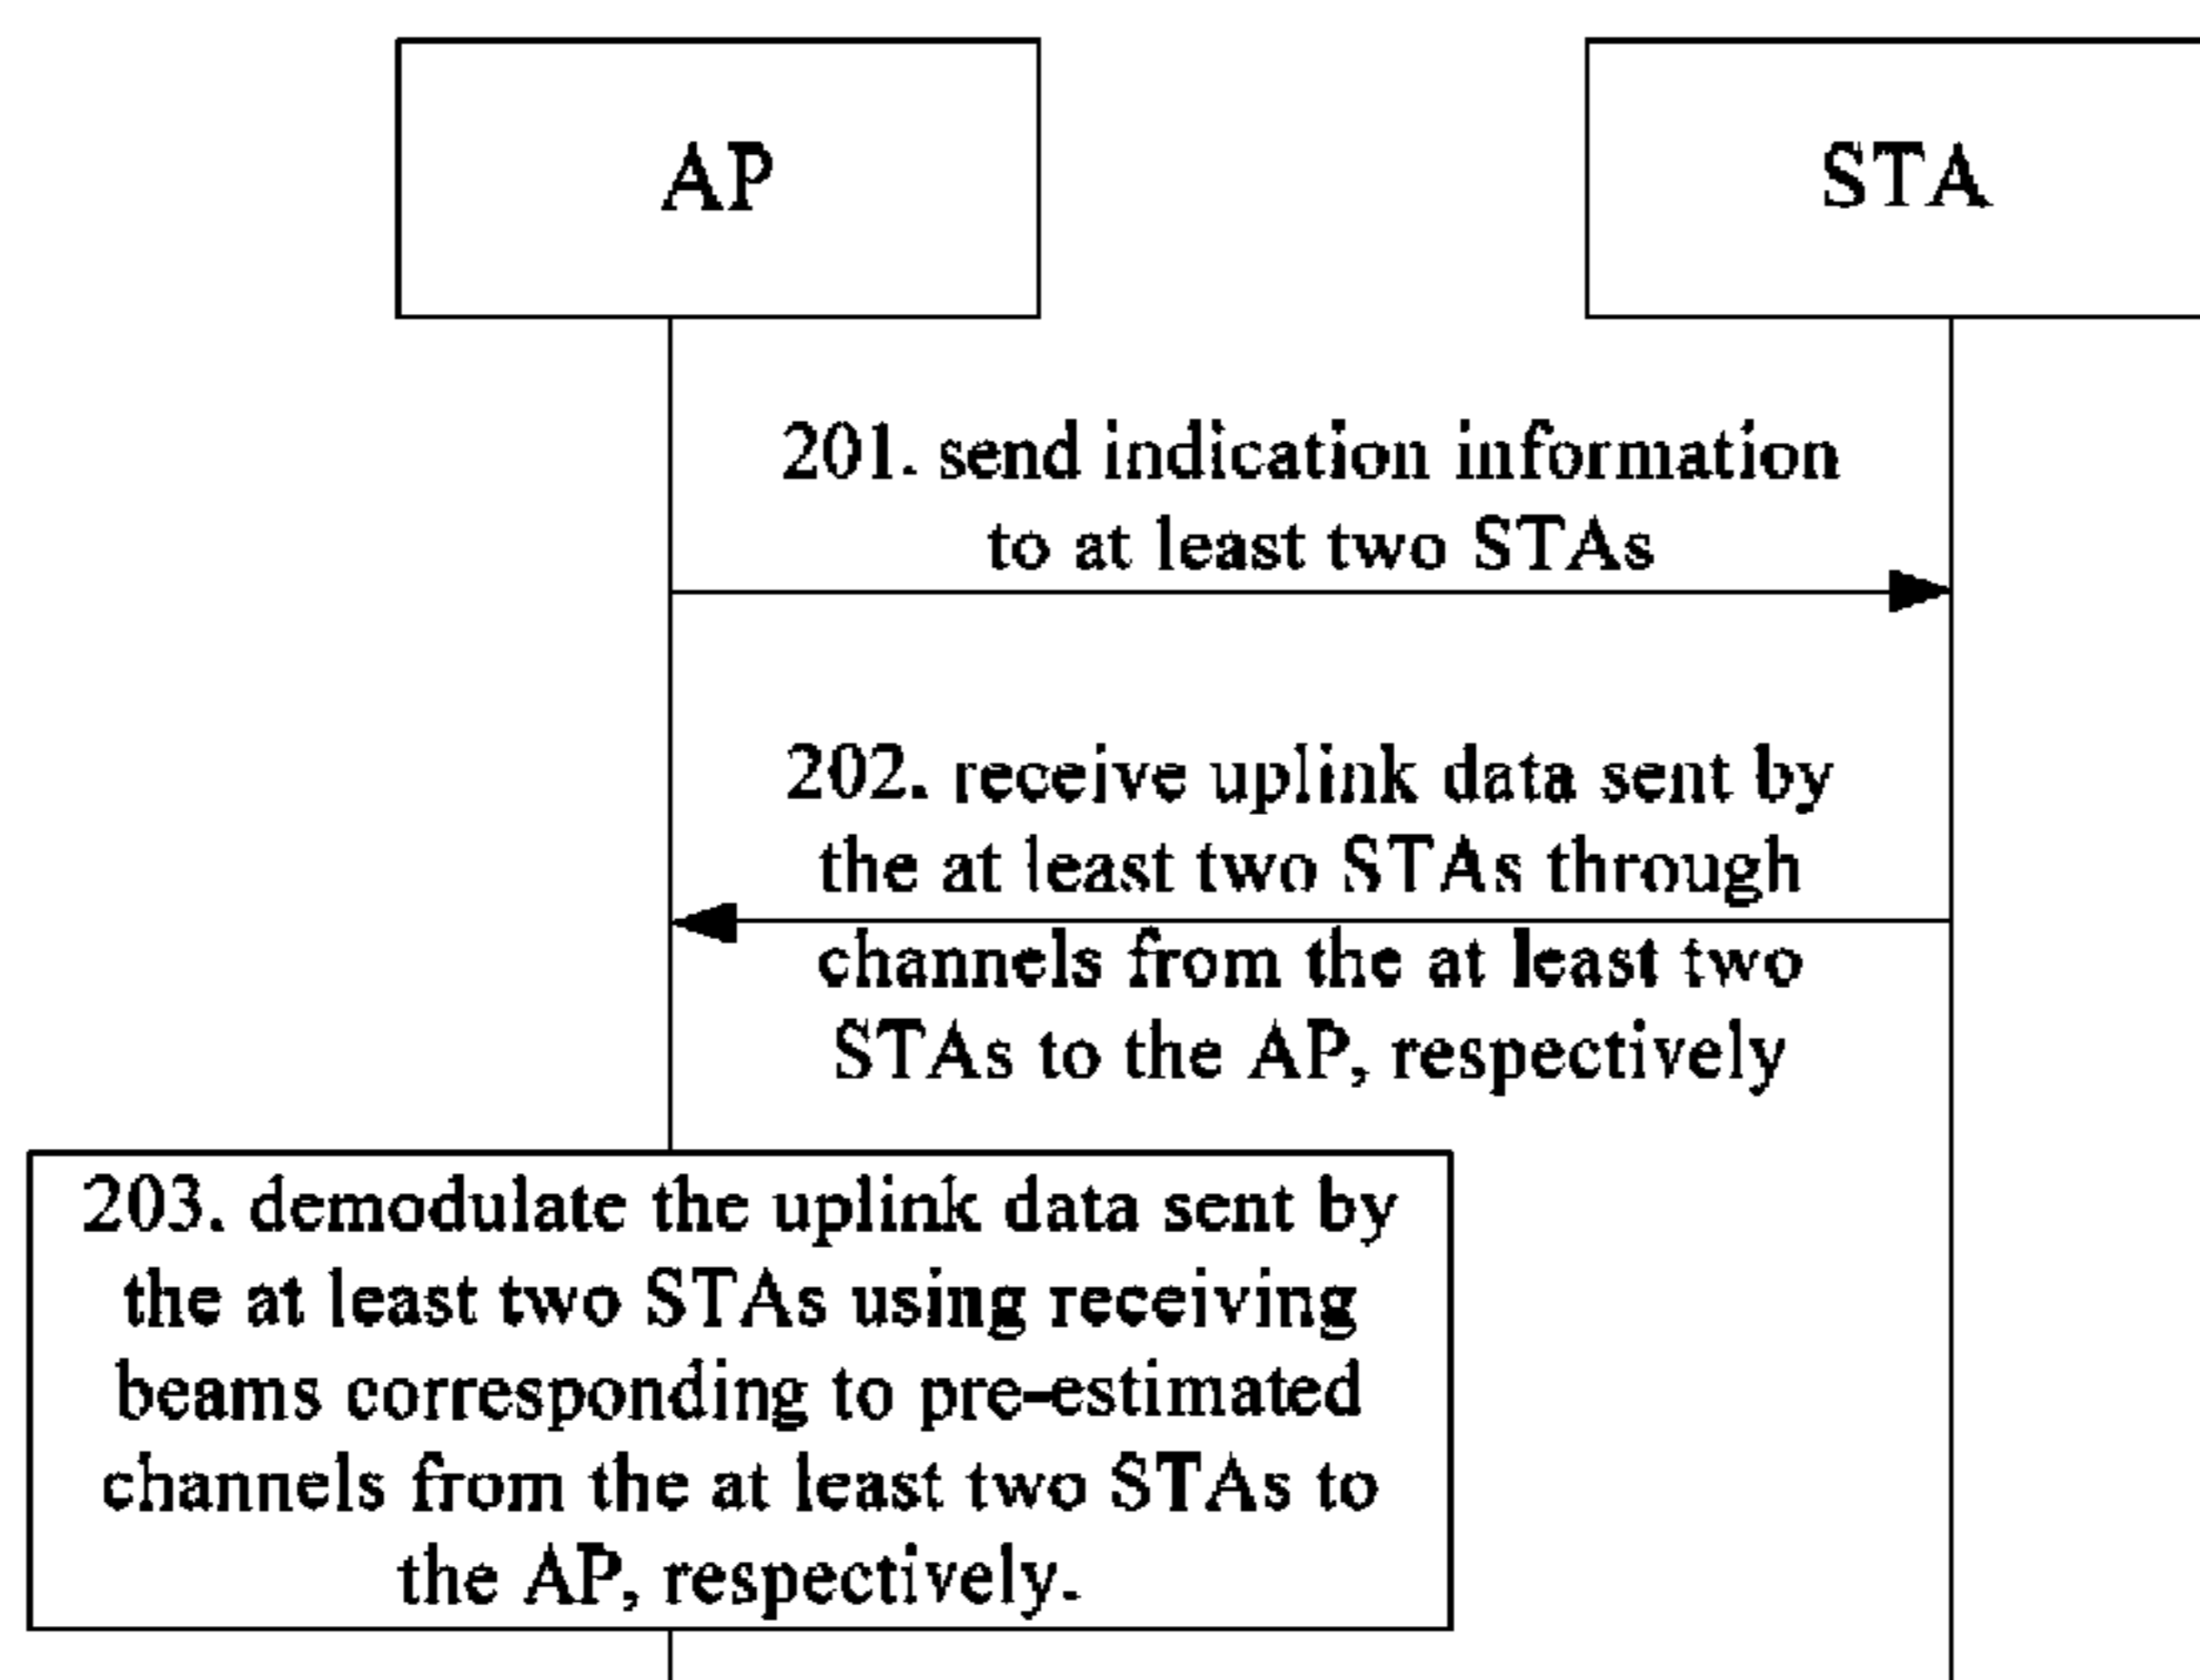 AP
STA
201. send indication information
to at least two STAs
202. receive uplink data sent by
the at least two STAs through
channels from the at least two
STAs to the AP, respectively
203. demodulate the uplink data sent by
the at least two STAs using receiving
beams corresponding to pre-estimated
channels from the at least two STAs to
the AP, respectively.